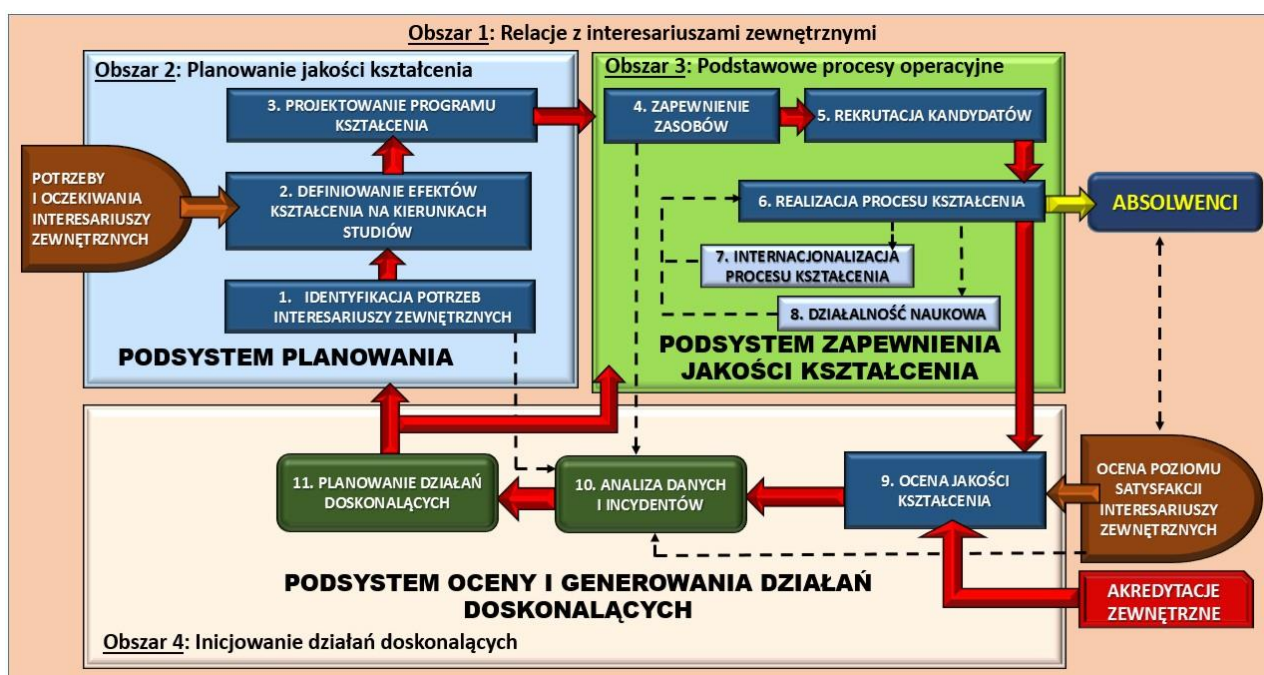 Obszar 1: Relacje z interesariuszami zewnętrznymi
Obszar 2: Planowanie jakości kształcenia
3. PROJEKTOWANIE PROGRAMU
KSZTAŁCENIA
POTRZEBY
I OCZEKIWANIA
INTERESARIUSZY
ZEWNĘTRZNYCH
2. DEFINIOWANIE EFEKTÓW
KSZTAŁCENIA NA KIERUNKACH
STUDIÓW
1. IDENTYFIKACJA POTRZEB
INTERESARIUSZY ZEWNĘTRZNYCH
PODSYSTEM PLANOWANIA
Obszar 3: Podstawowe procesy operacyjne
4. ZAPEWNIENIE
ZASOBÓW
5. REKRUTACJA KANDYDATÓW
6. REALIZACJA PROCESU KSZTAŁCENIA
ABSOLWENCI
7. INTERNACJONALIZACJA
PROCESU KSZTAŁCENIA
8. DZIAŁALNOŚĆ NAUKOWA
PODSYSTEM ZAPEWNIENIA
JAKOŚCI KSZTAŁCENIA
11. PLANOWANIE DZIAŁAŃ
DOSKONALĄCYCH
10. ANALIZA DANYCH
I INCYDENTÓW
9. OCENA JAKOŚCI
KSZTAŁCENIA
OCENA POZIOMU
SATYSFAKCJI
INTERESARIUSZY
ZEWNĘTRZNYCH
PODSYSTEM OCENY I GENEROWANIA DZIAŁAŃ
DOSKONALĄCYCH
AKREDYTACJE
ZEWNĘTRZNE
Obszar 4: Inicjowanie działań doskonalących